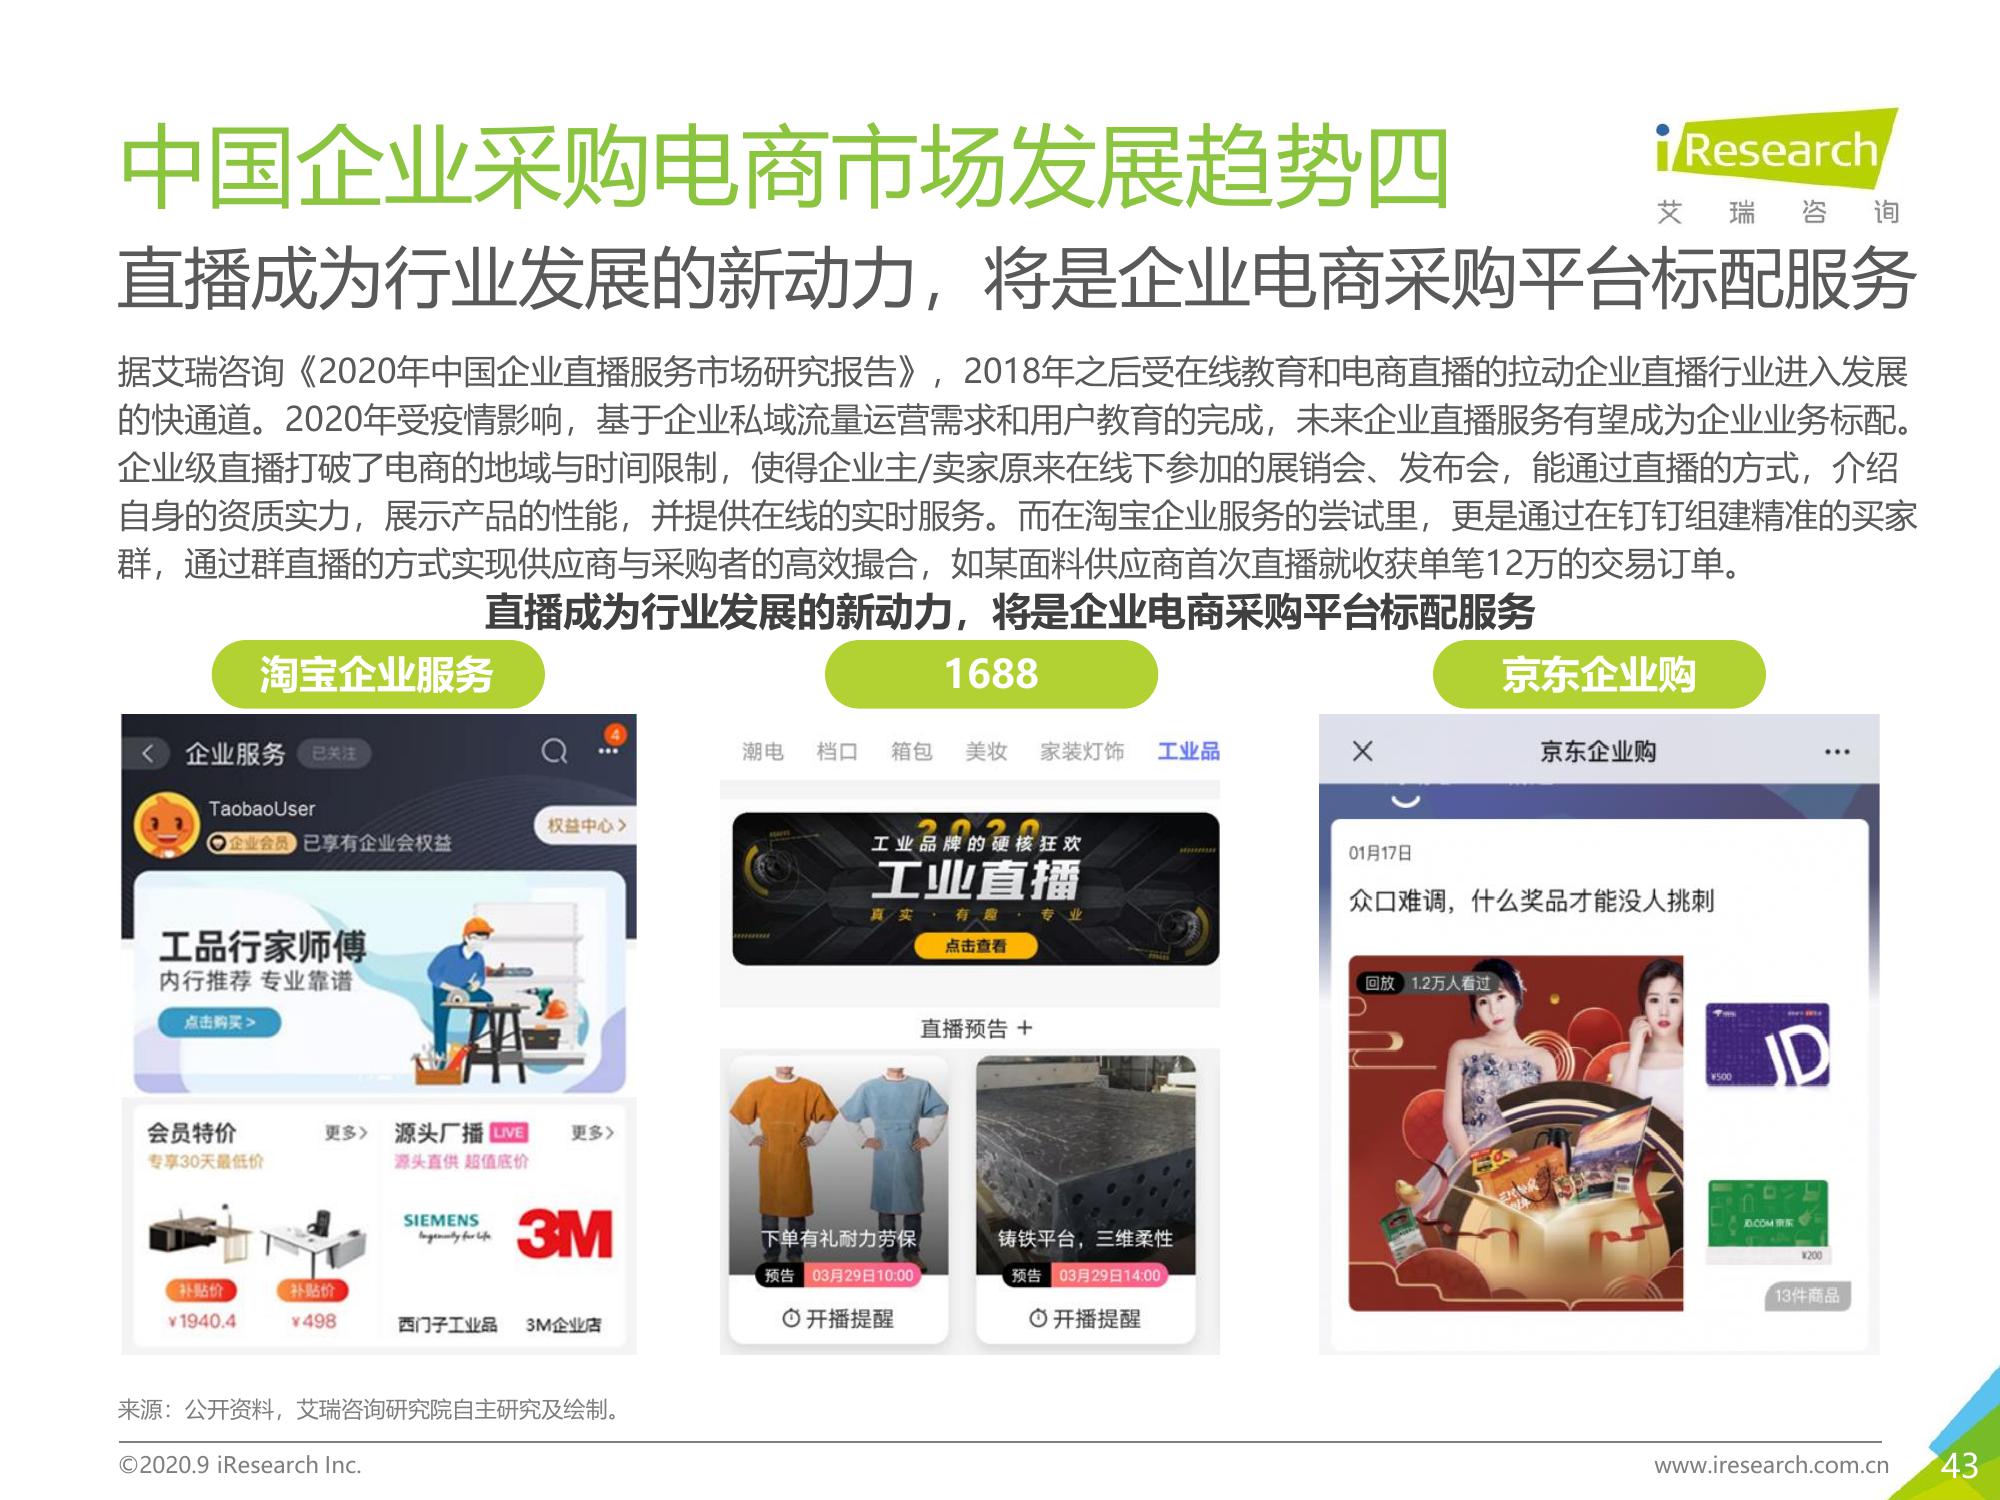 中国企业采购电商市场发展趋势四
iResearch
艾瑞咨询
直播成为行业发展的新动力，将是企业电商采购平台标配服务
据艾瑞咨询《2020年中国企业直播服务市场研究报告》，2018年之后受在线教育和电商直播的拉动企业直播行业进入发展
的快通道。2020年受疫情影响，基于企业私域流量运营需求和用户教育的完成，未来企业直播服务有望成为企业业务标配。
企业级直播打破了电商的地域与时间限制，使得企业主/卖家原来在线下参加的展销会、发布会，能通过直播的方式，介绍
自身的资质实力，展示产品的性能，并提供在线的实时服务。而在淘宝企业服务的尝试里，更是通过在钉钉组建精准的买家
群，通过群直播的方式实现供应商与采购者的高效撮合，如某面料供应商首次直播就收获单笔12万的交易订单。
直播成为行业发展的新动力，将是企业电商采购平台标配服务
淘宝企业服务
企业服务 已关注
4
TaobaoUser
企业会员 已享有企业会权益
权益中心>
工品行家师傅
内行推荐 专业靠谱
点击购买 >
会员特价 更多>
专享30天最低价
补贴价 补贴价
¥1940.4 ¥498
源头厂播 LIVE 更多>
源头直供 超值底价
SIEMENS
Ingenuity for life
3M
西门子工业品 3M企业店
1688
潮电 档口 箱包 美妆 家装灯饰 工业品
2020
工业品牌的硬核狂欢
工业直播
真实·有趣·专业
点击查看
直播预告 +
下单有礼耐力劳保
预告 03月29日10:00
开播提醒
铸铁平台，三维柔性
预告 03月29日14:00
开播提醒
京东企业购
京东企业购
01月17日
众口难调，什么奖品才能没人挑刺
回放 1.2万人看过
JD
¥500
JD.COM 京东
¥200
13件商品
来源：公开资料，艾瑞咨询研究院自主研究及绘制。
©2020.9 iResearch Inc.
www.iresearch.com.cn
43